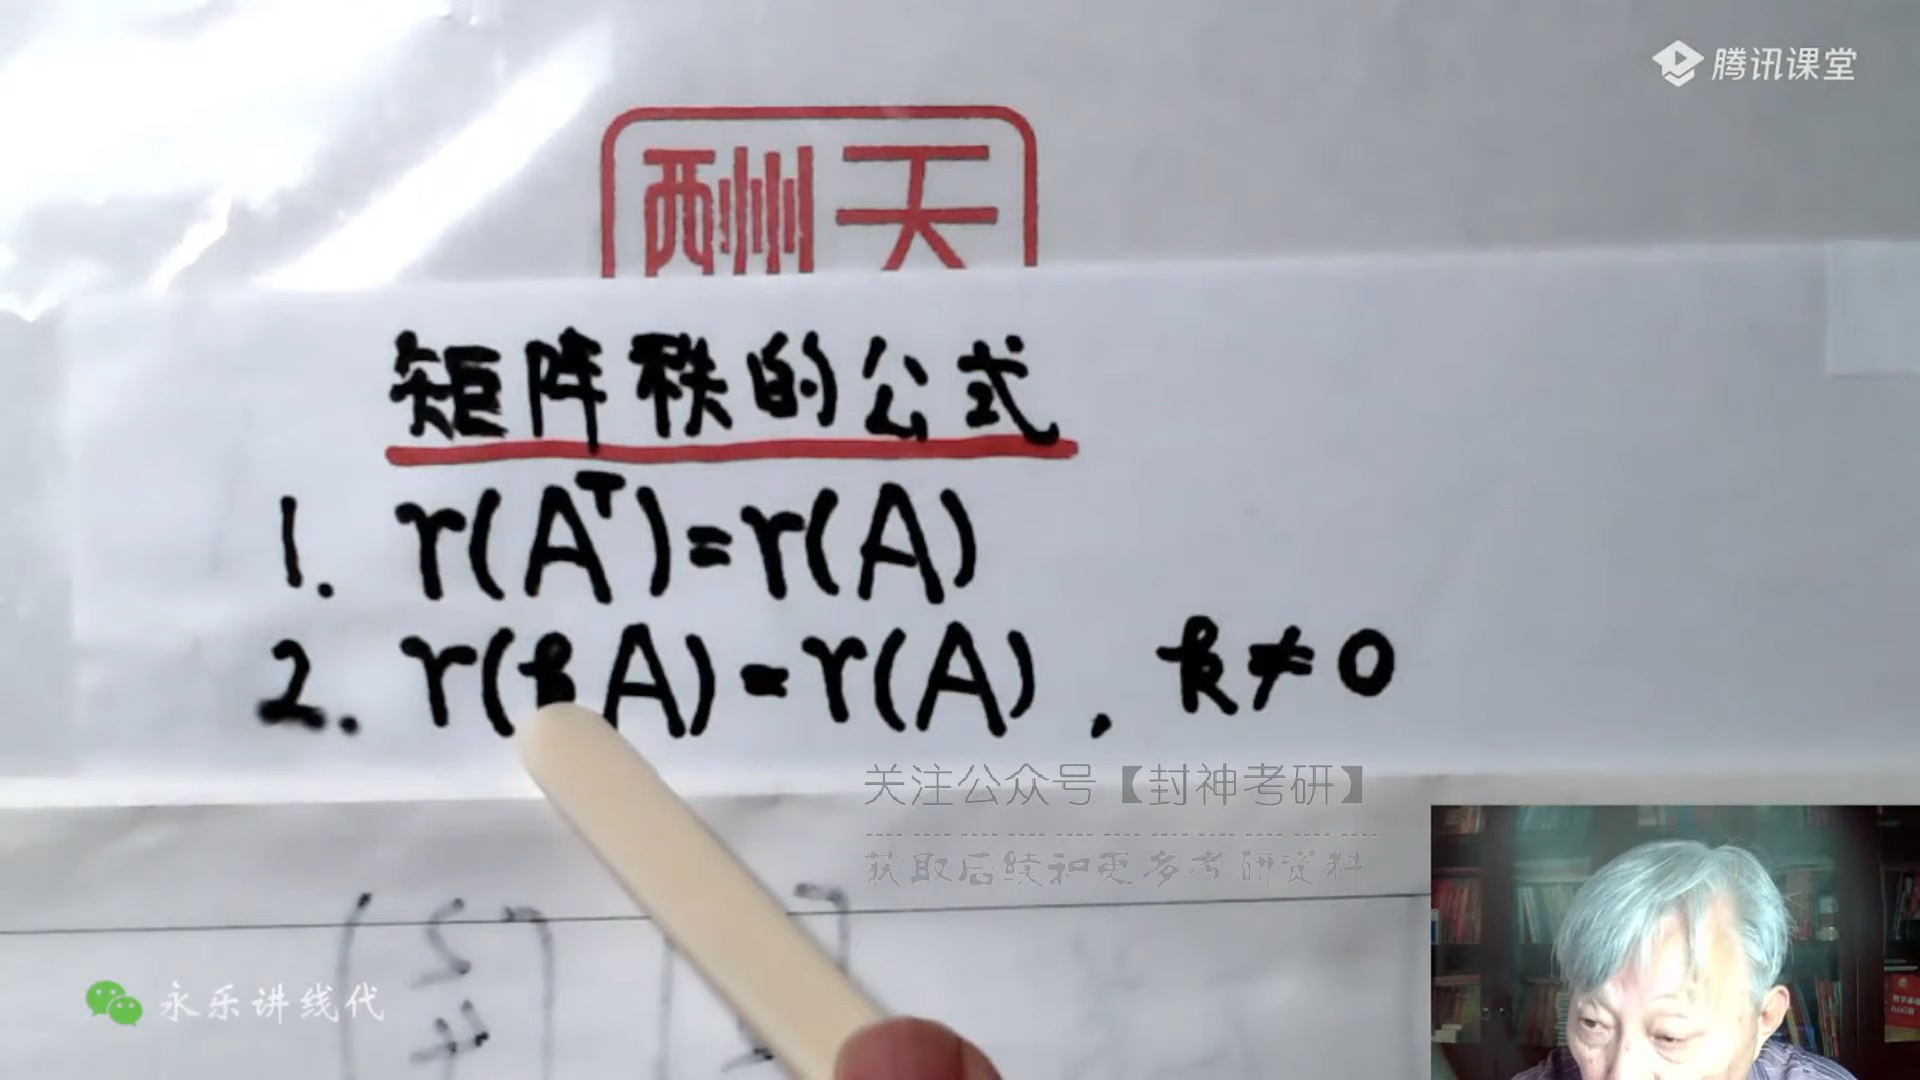 腾讯课堂
天
酬
矩阵秩的公式
1. r(Aᵀ)=r(A)
2. r(kA)=r(A), k≠0
关注公众号【封神考研】
获取后续和更多考研资料
永乐讲线代